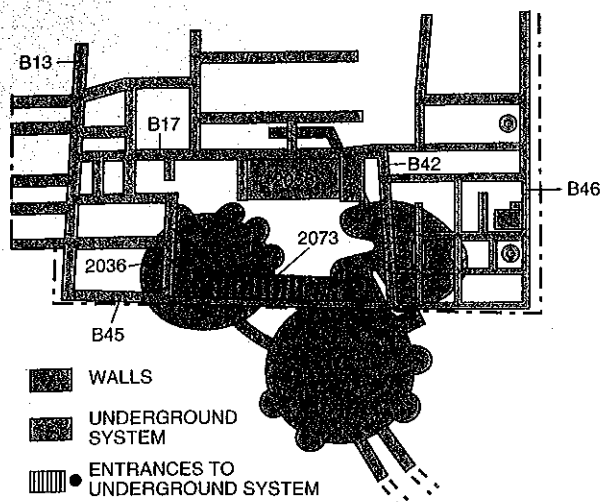 B13
B17
B42
B46
2036
2073
B45
WALLS
UNDERGROUND
SYSTEM
ENTRANCES TO
UNDERGROUND SYSTEM